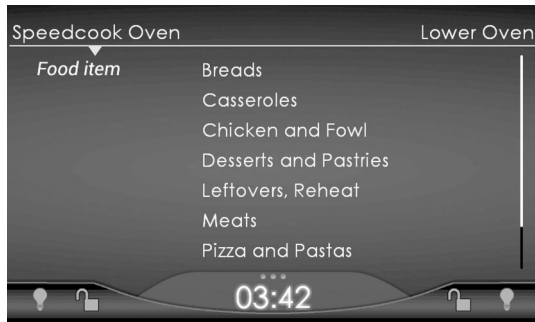 Speedcook Oven Lower Oven
Food item
Breads
Casseroles
Chicken and Fowl
Desserts and Pastries
Leftovers, Reheat
Meats
Pizza and Pastas
03:42